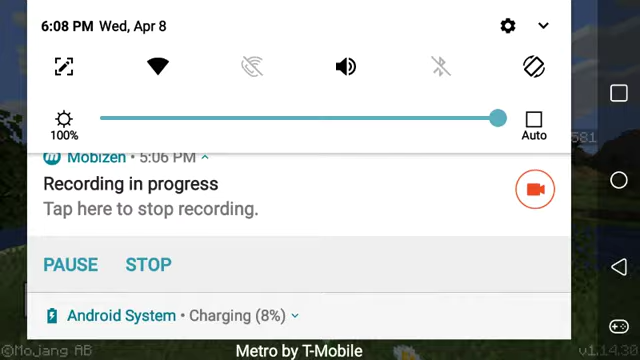 6:08 PM Wed, Apr 8
100%
Auto
Mobizen • 5:06 PM
581
Recording in progress
Tap here to stop recording.
PAUSE STOP
Android System • Charging (8%)
©Mojang AB
Metro by T-Mobile
v1.14.30